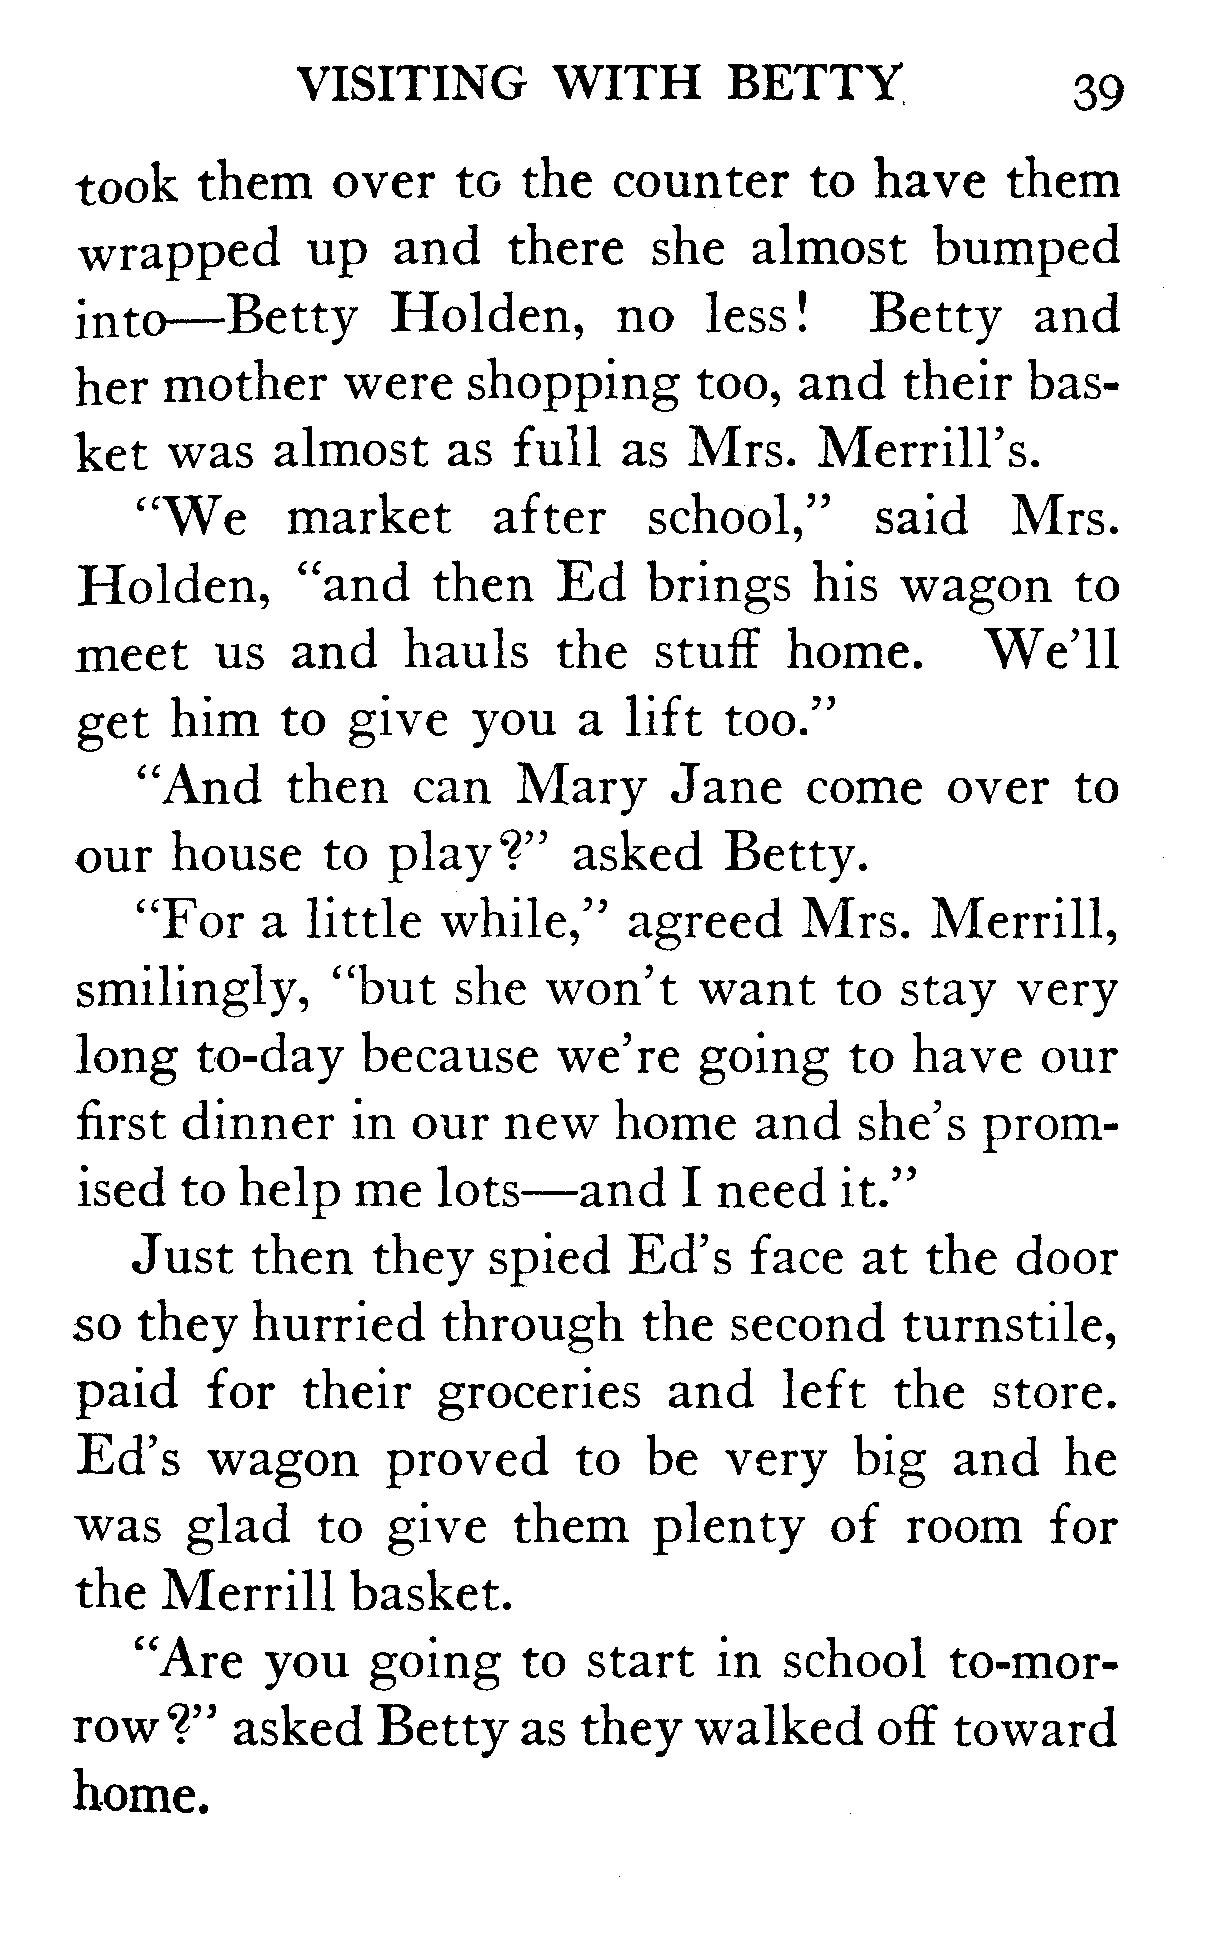 VISITING WITH BETTY 39
took them over to the counter to have them
wrapped up and there she almost bumped
into—Betty Holden, no less! Betty and
her mother were shopping too, and their bas-
ket was almost as full as Mrs. Merrill's.
"We market after school," said Mrs.
Holden, "and then Ed brings his wagon to
meet us and hauls the stuff home. We'll
get him to give you a lift too."
"And then can Mary Jane come over to
our house to play?" asked Betty.
"For a little while," agreed Mrs. Merrill,
smilingly, "but she won't want to stay very
long to-day because we're going to have our
first dinner in our new home and she's prom-
ised to help me lots—and I need it."
Just then they spied Ed's face at the door
so they hurried through the second turnstile,
paid for their groceries and left the store.
Ed's wagon proved to be very big and he
was glad to give them plenty of room for
the Merrill basket.
"Are you going to start in school to-mor-
row?" asked Betty as they walked off toward
home.